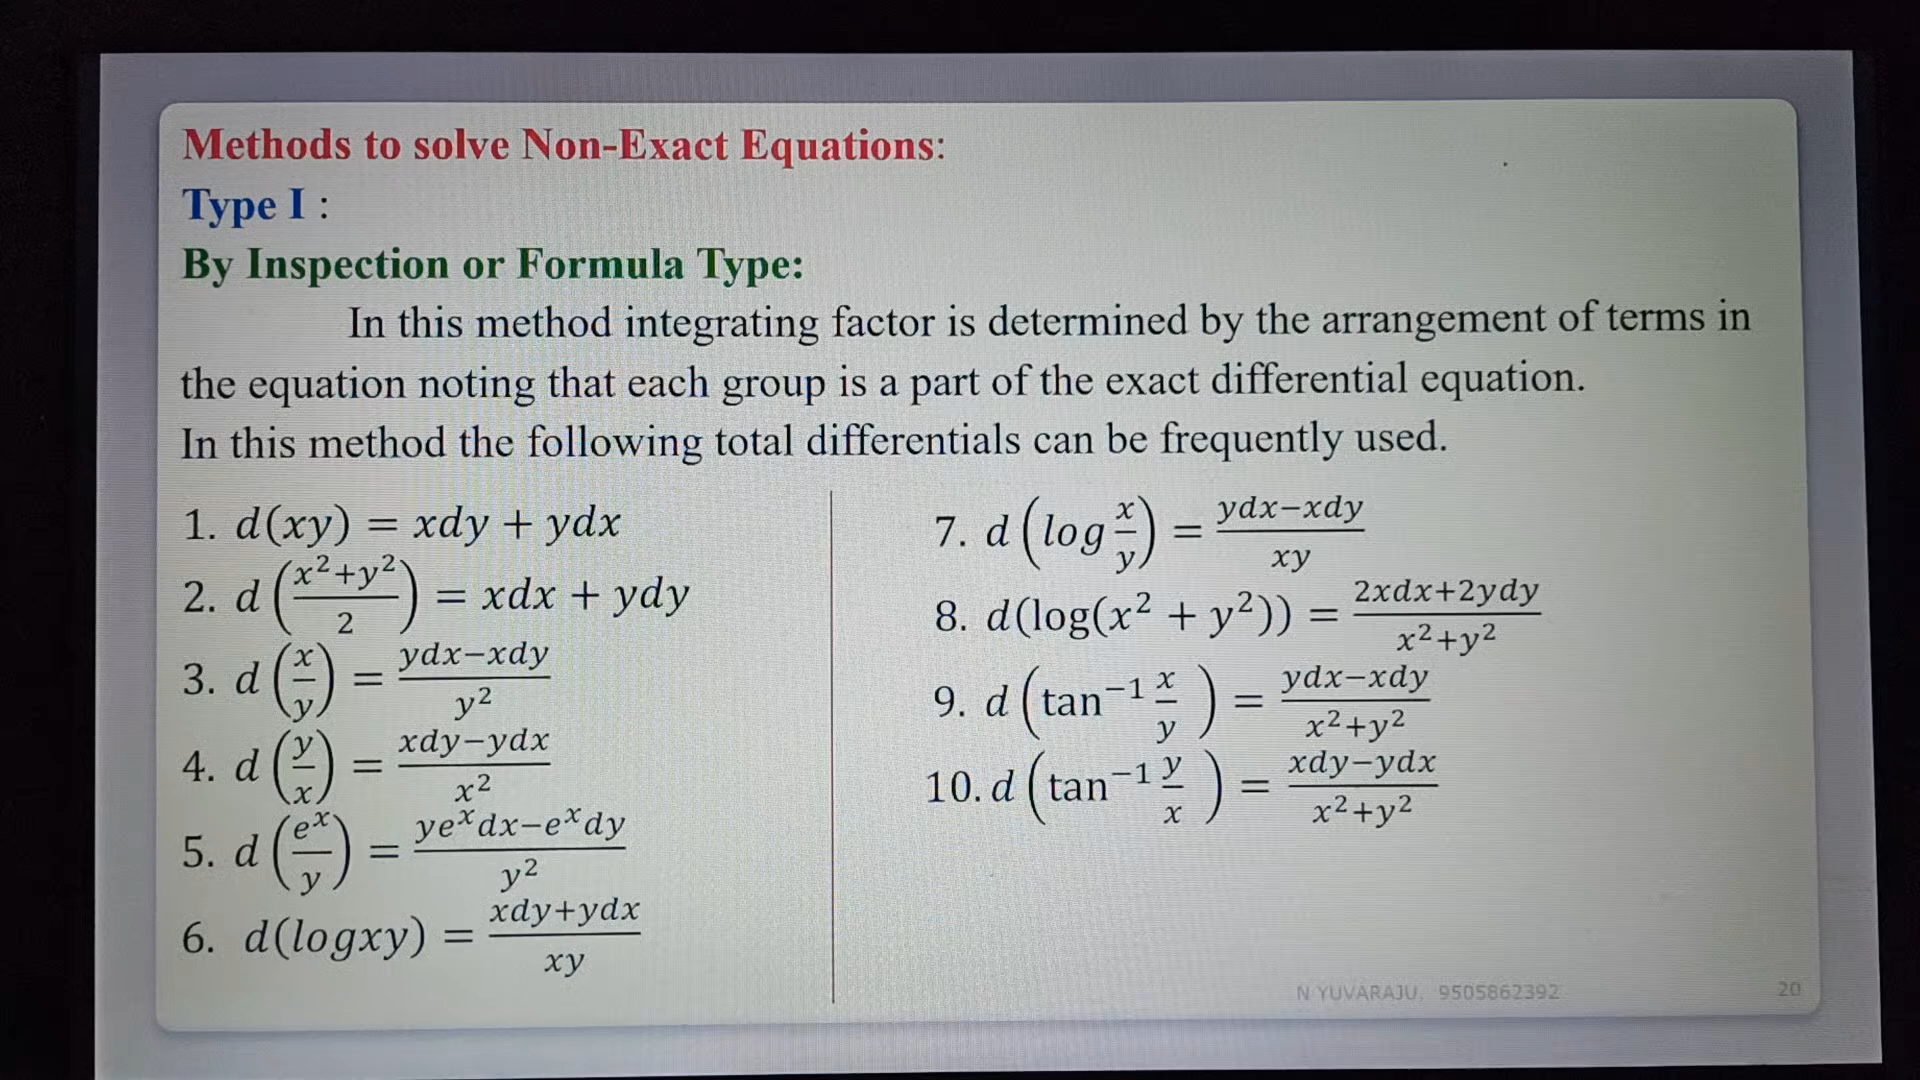 Methods to solve Non-Exact Equations:
Type I :
By Inspection or Formula Type:
In this method integrating factor is determined by the arrangement of terms in
the equation noting that each group is a part of the exact differential equation.
In this method the following total differentials can be frequently used.
1. d(xy) = xdy + ydx
2. d((x²+y²)/2) = xdx + ydy
3. d(x/y) = (ydx−xdy)/y²
4. d(y/x) = (xdy−ydx)/x²
5. d(eˣ/y) = (yeˣdx−eˣdy)/y²
6. d(logxy) = (xdy+ydx)/xy
7. d(log x/y) = (ydx−xdy)/xy
8. d(log(x² + y²)) = (2xdx+2ydy)/(x²+y²)
9. d(tan⁻¹ x/y) = (ydx−xdy)/(x²+y²)
10. d(tan⁻¹ y/x) = (xdy−ydx)/(x²+y²)
N YUVARAJU, 9505862392
20